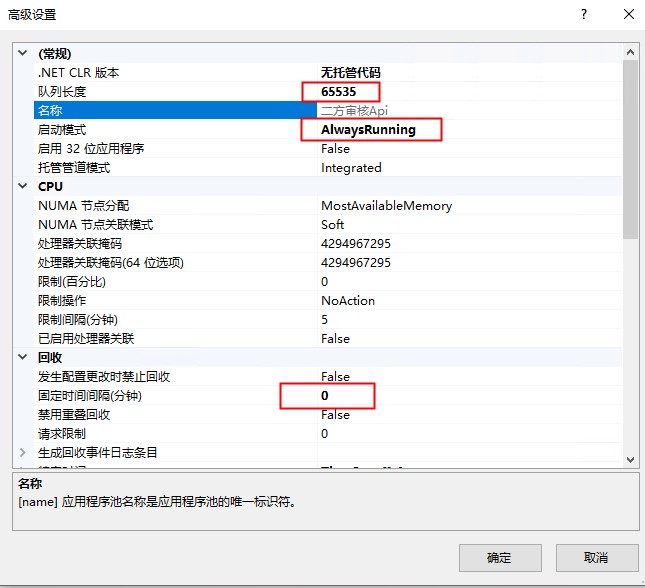 高级设置
(常规)
.NET CLR 版本 无托管代码
队列长度 65535
名称 二方审核Api
启动模式 AlwaysRunning
启用 32 位应用程序 False
托管管道模式 Integrated
CPU
NUMA 节点分配 MostAvailableMemory
NUMA 节点关联模式 Soft
处理器关联掩码 4294967295
处理器关联掩码(64 位选项) 4294967295
限制(百分比) 0
限制操作 NoAction
限制间隔(分钟) 5
已启用处理器关联 False
回收
发生配置更改时禁止回收 False
固定时间间隔(分钟) 0
禁用重叠回收 False
请求限制 0
生成回收事件日志条目
名称
[name] 应用程序池名称是应用程序池的唯一标识符。
确定 取消